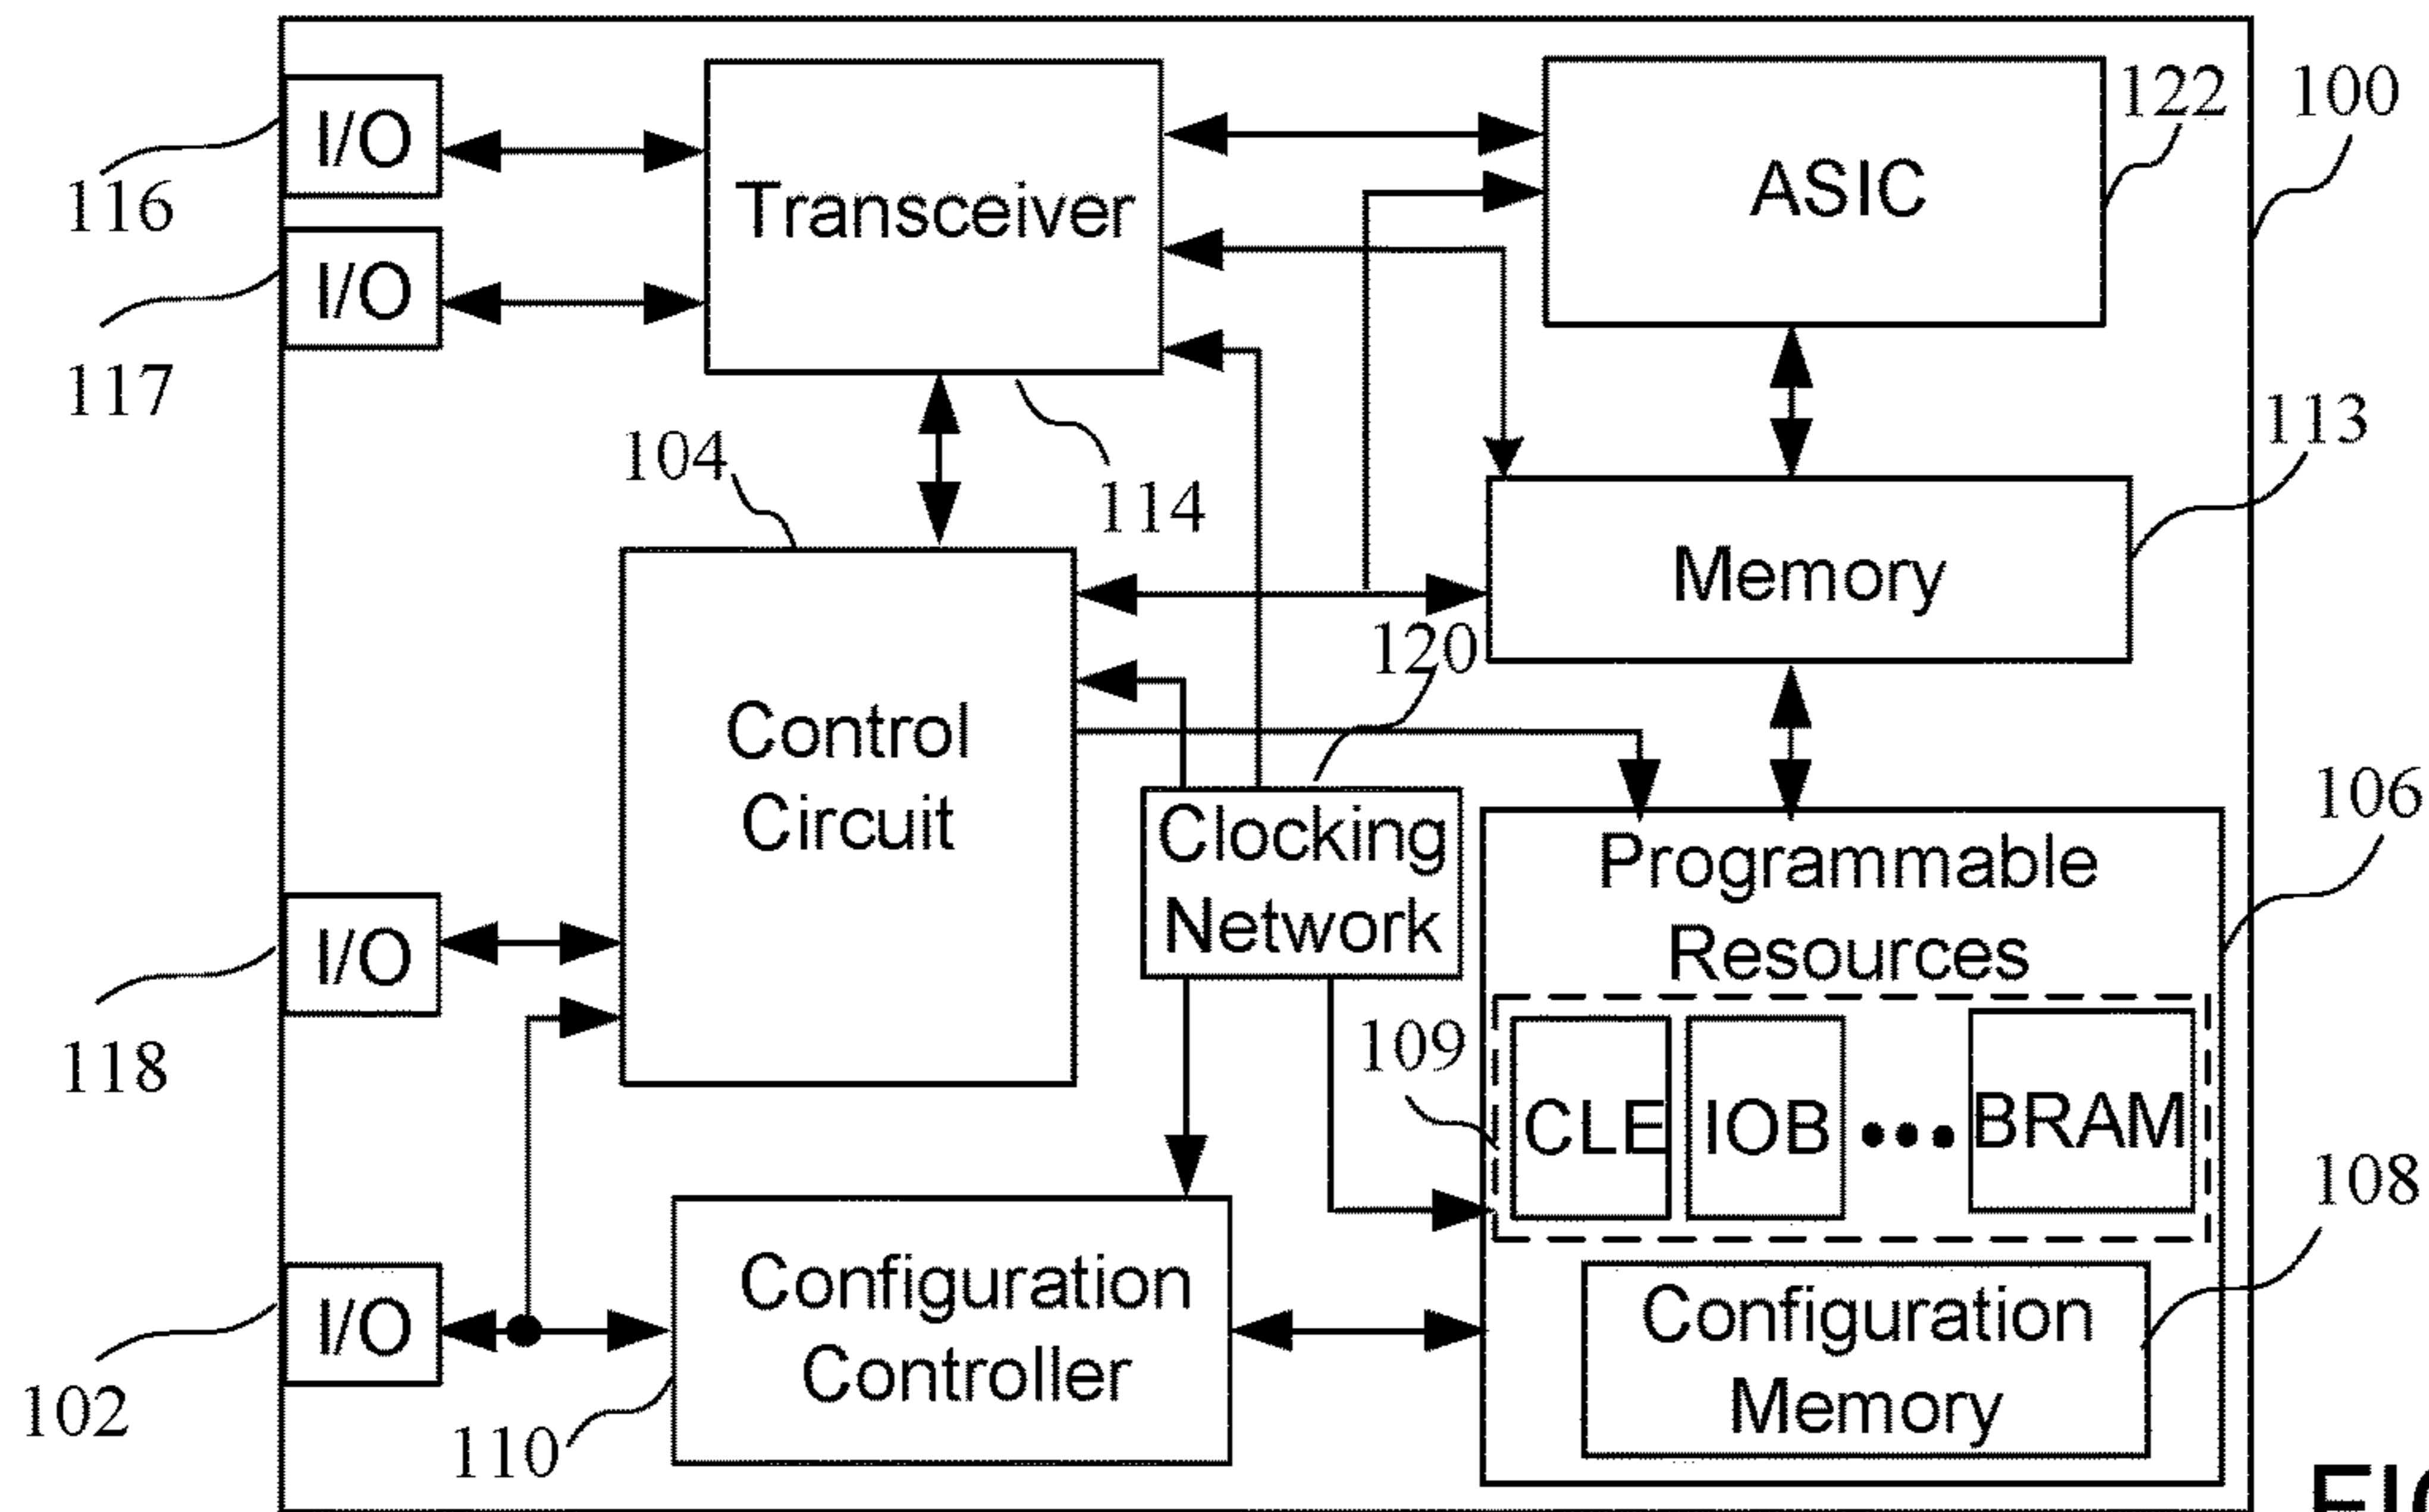 I/O
116
I/O
117
Transceiver
114
ASIC
122
100
104
113
Memory
120
Control
Circuit
Clocking
Network
106
Programmable
Resources
I/O
118
109
CLE
IOB
•••
BRAM
108
I/O
102
Configuration
Controller
110
Configuration
Memory